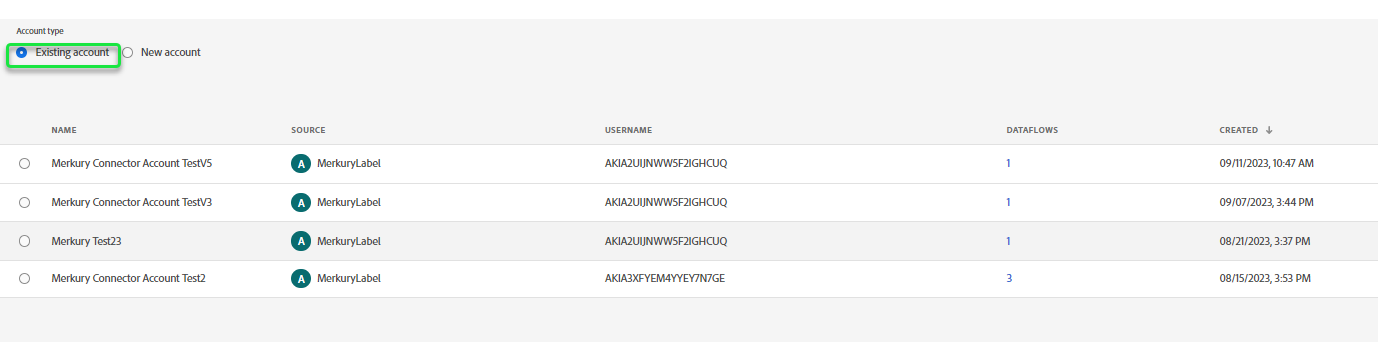 Account type
Existing account New account
NAME SOURCE USERNAME DATAFLOWS CREATED ↓
Merkury Connector Account TestV5 A MerkuryLabel AKIA2UIJNWW5F2IGHCUQ 1 09/11/2023, 10:47 AM
Merkury Connector Account TestV3 A MerkuryLabel AKIA2UIJNWW5F2IGHCUQ 1 09/07/2023, 3:44 PM
Merkury Test23 A MerkuryLabel AKIA2UIJNWW5F2IGHCUQ 1 08/21/2023, 3:37 PM
Merkury Connector Account Test2 A MerkuryLabel AKIA3XFYEM4YYEY7N7GE 3 08/15/2023, 3:53 PM